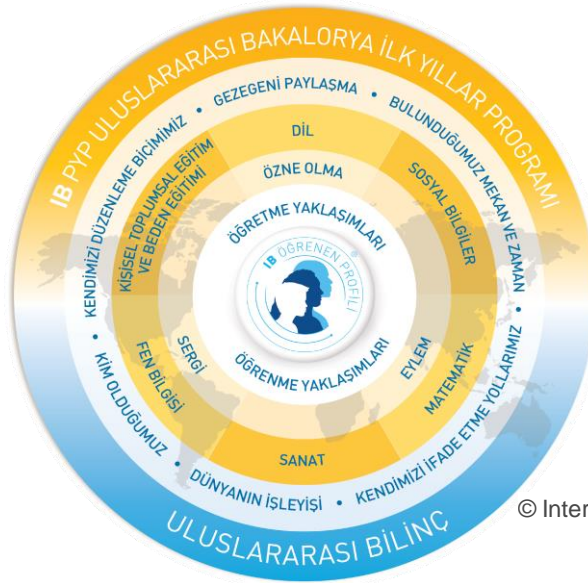 IB PYP ULUSLARARASI BAKALORYA İLK YILLAR PROGRAMI
KENDİMİZİ DÜZENLEME BİÇİMİMİZ • GEZEGENİ PAYLAŞMA • BULUNDUĞUMUZ MEKAN VE ZAMAN •
KİŞİSEL TOPLUMSAL EĞİTİM
VE BEDEN EĞİTİMİ
DİL
SOSYAL BİLGİLER
ÖZNE OLMA
ÖĞRETME YAKLAŞIMLARI
IB ÖĞRENEN PROFİLİ
ÖĞRENME YAKLAŞIMLARI
SERGİ
EYLEM
FEN BİLGİSİ
SANAT
MATEMATİK
• KİM OLDUĞUMUZ • DÜNYANIN İŞLEYİŞİ • KENDİMİZİ İFADE ETME YOLLARIMIZ
ULUSLARARASI BİLİNÇ
© Inter